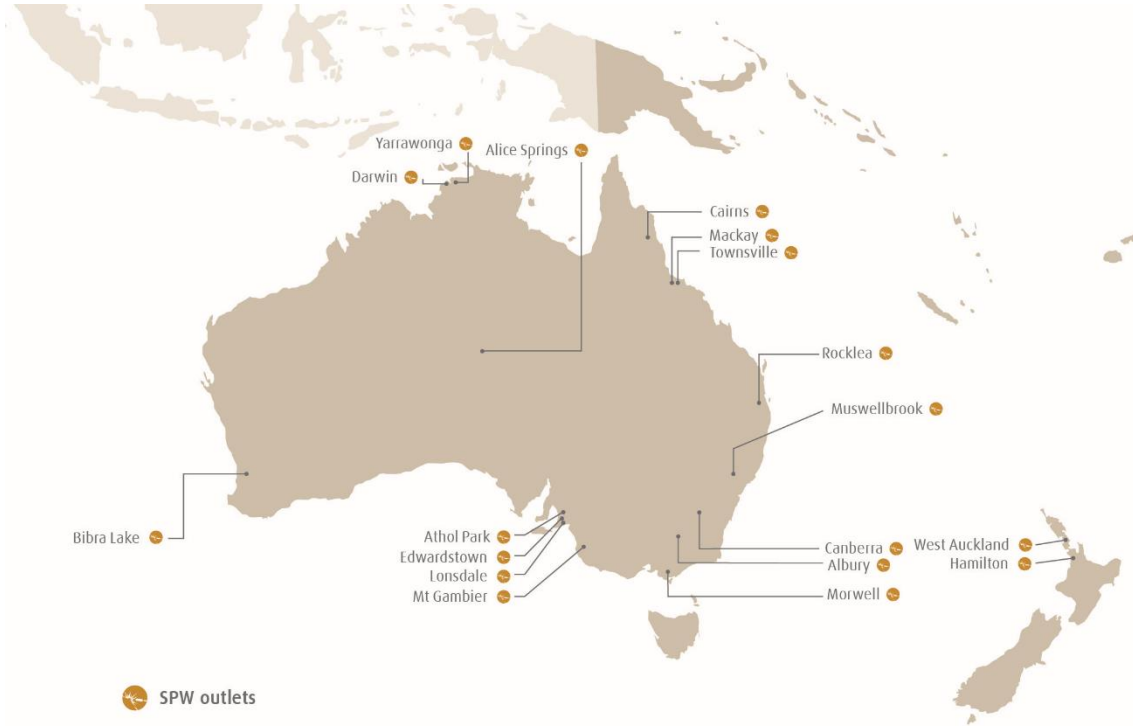 Yarrawonga
Alice Springs
Darwin
Cairns
Mackay
Townsville
Rocklea
Muswellbrook
Bibra Lake
Athol Park
Edwardstown
Lonsdale
Mt Gambier
Canberra
Albury
Morwell
West Auckland
Hamilton
SPW outlets